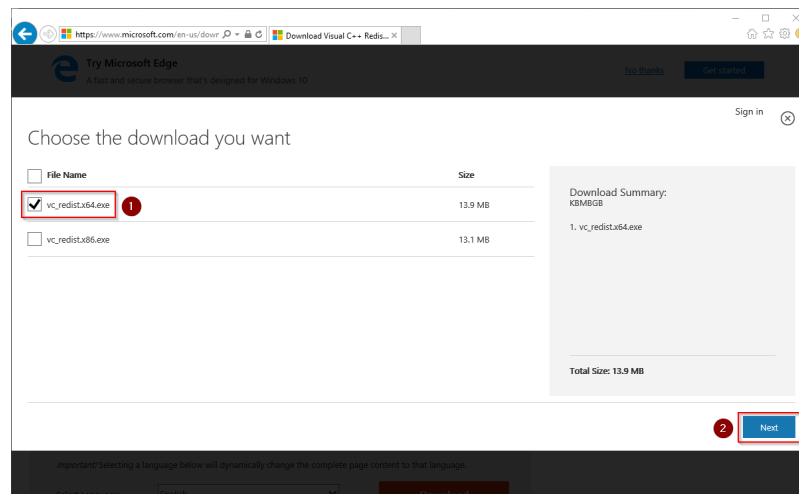 https://www.microsoft.com/en-us/dowr
Download Visual C++ Redis...
Try Microsoft Edge
A fast and secure browser that's designed for Windows 10
No thanks
Get started
Sign in
Choose the download you want
File Name
Size
vc_redist.x64.exe
1
13.9 MB
vc_redist.x86.exe
13.1 MB
Download Summary:
KBMBGB
1. vc_redist.x64.exe
Total Size: 13.9 MB
2
Next
Important! Selecting a language below will dynamically change the complete page content to that language.
English